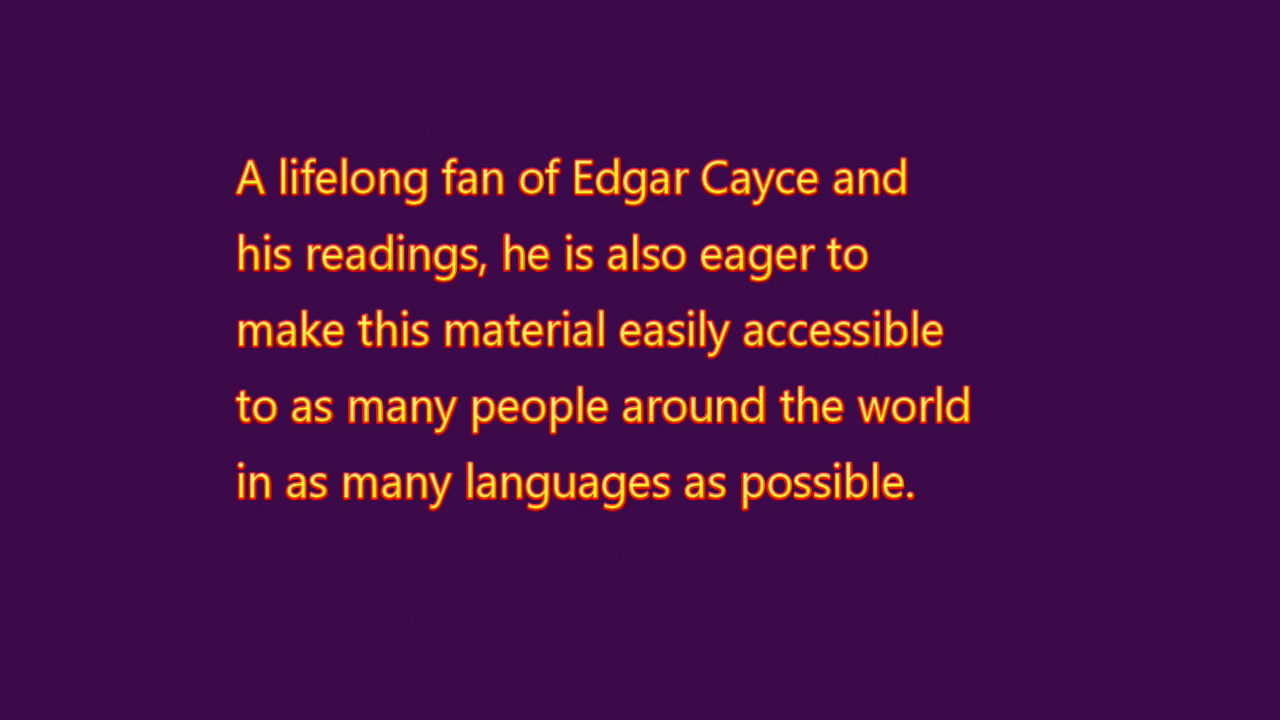 A lifelong fan of Edgar Cayce and
his readings, he is also eager to
make this material easily accessible
to as many people around the world
in as many languages as possible.